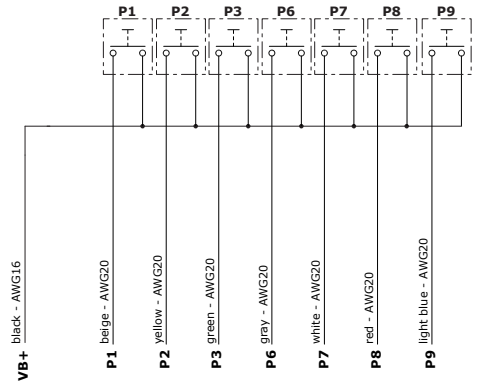 P1 P2 P3 P6 P7 P8 P9
black - AWG16
beige - AWG20
yellow - AWG20
green - AWG20
gray - AWG20
white - AWG20
red - AWG20
light blue - AWG20
VB+
P1
P2
P3
P6
P7
P8
P9